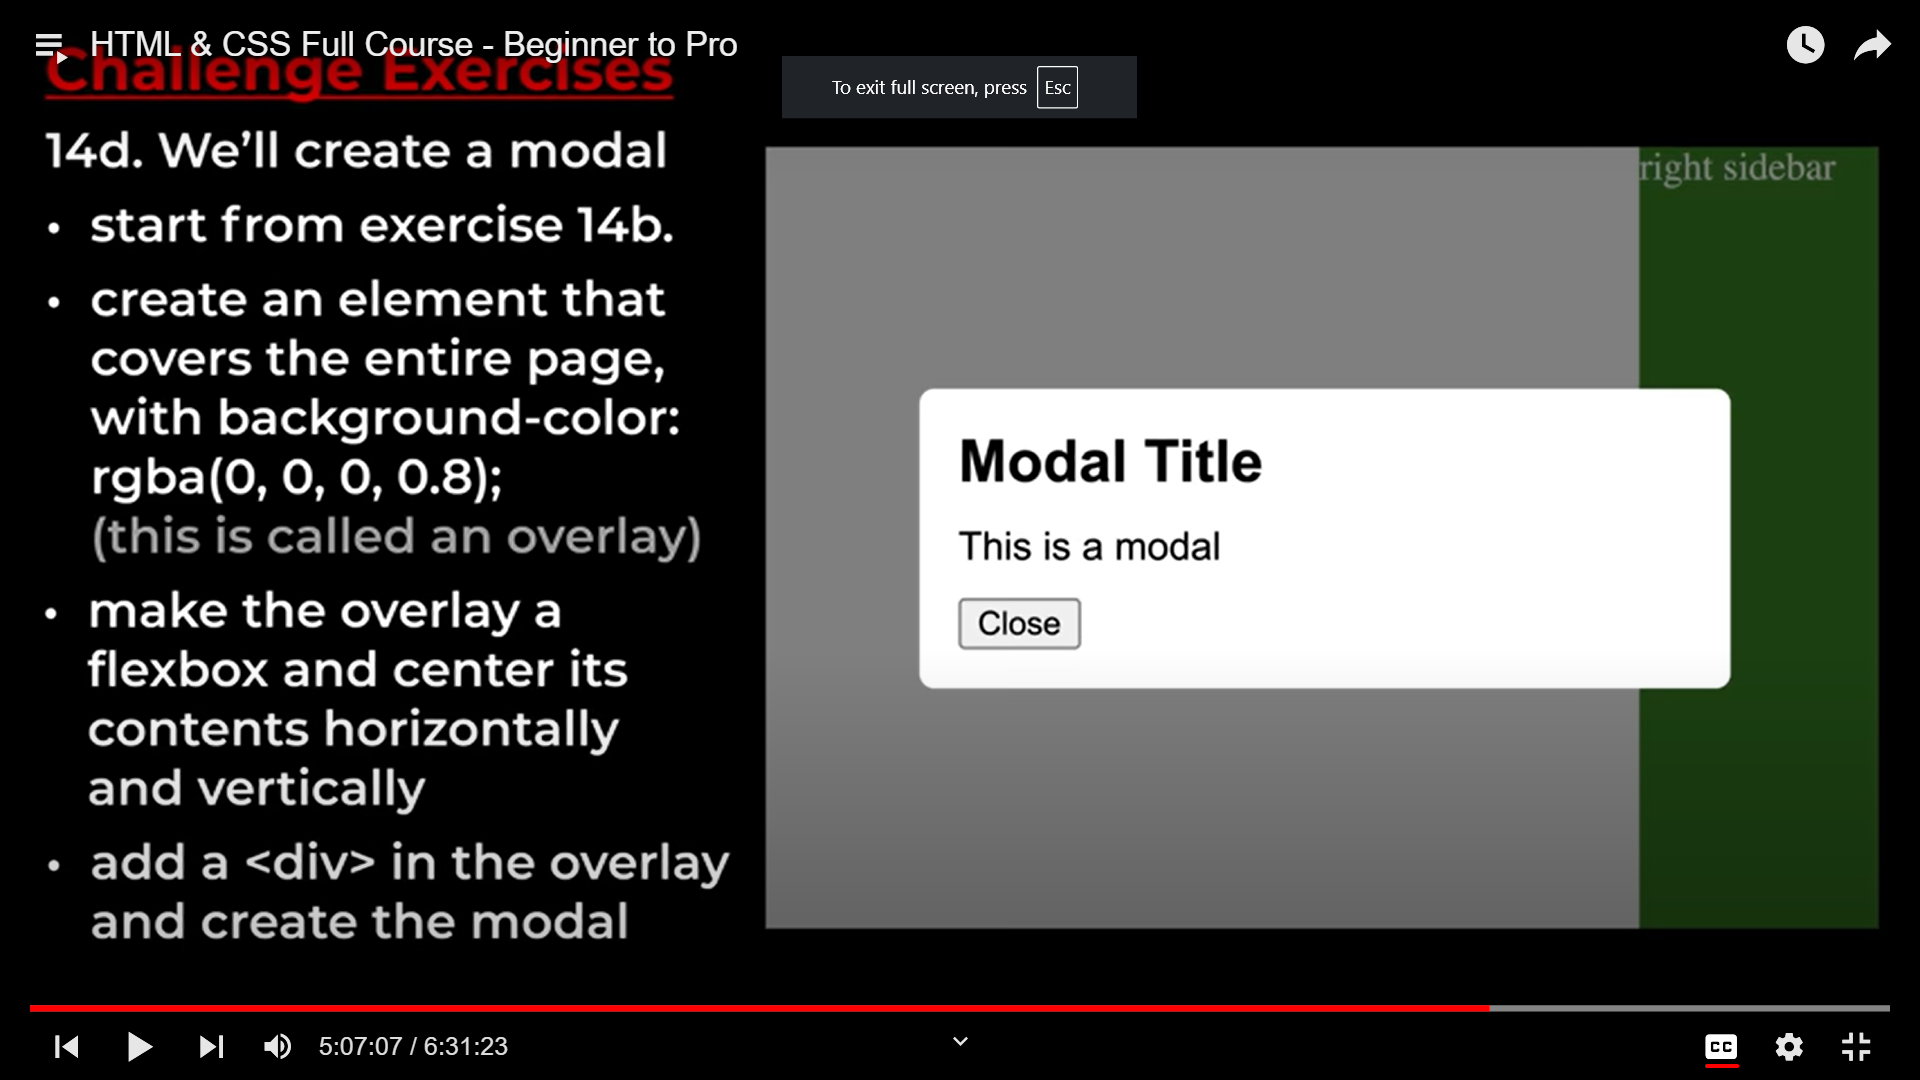 HTML & CSS Full Course - Beginner to Pro
Challenge Exercises
To exit full screen, press Esc
14d. We'll create a modal
• start from exercise 14b.
• create an element that
covers the entire page,
with background-color:
rgba(0, 0, 0, 0.8);
(this is called an overlay)
• make the overlay a
flexbox and center its
contents horizontally
and vertically
• add a <div> in the overlay
and create the modal
right sidebar
Modal Title
This is a modal
Close
5:07:07 / 6:31:23
CC